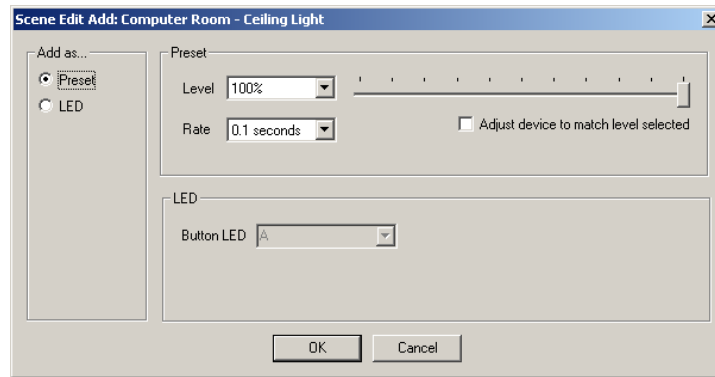 Scene Edit Add: Computer Room - Ceiling Light
Add as...
Preset
LED
Preset
Level 100%
Rate 0.1 seconds
Adjust device to match level selected
LED
Button LED A
OK Cancel